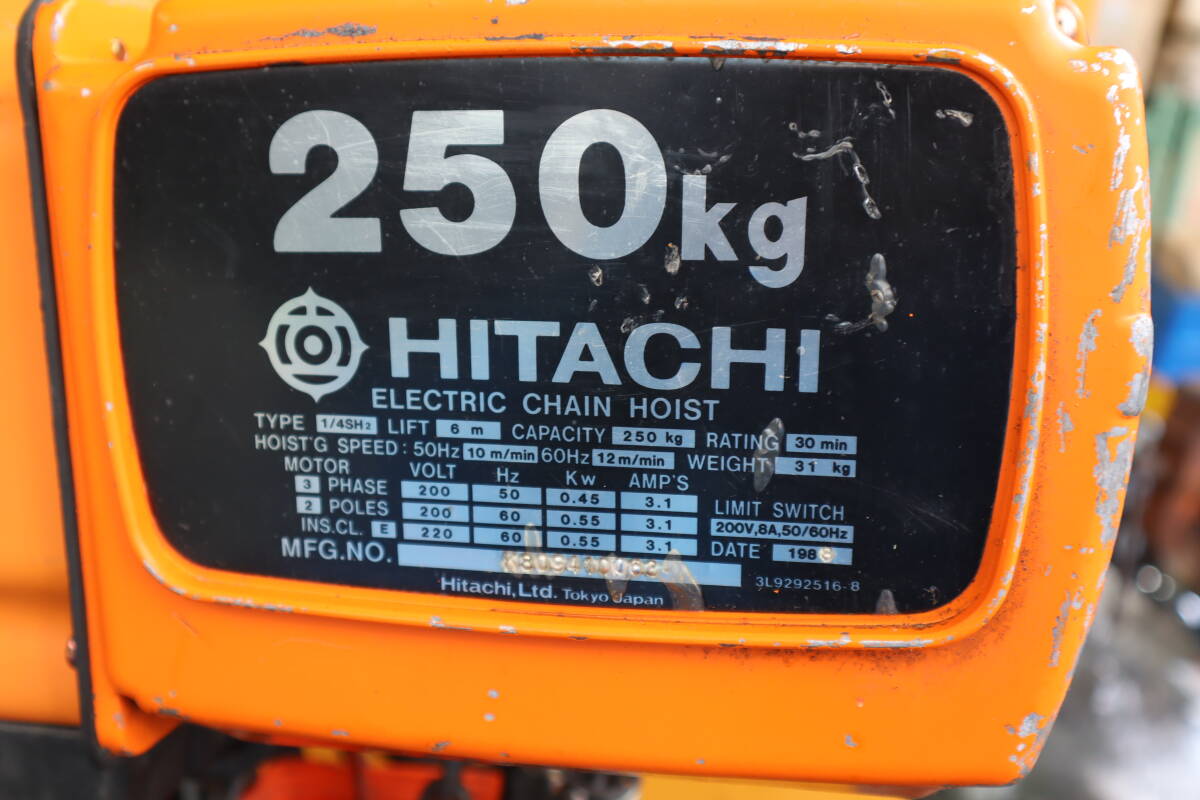 250kg
HITACHI
ELECTRIC CHAIN HOIST
TYPE 1/4SH2 LIFT 6 m CAPACITY 250 kg RATING 30 min
HOIST'G SPEED: 50Hz 10 m/min 60Hz 12 m/min WEIGHT 31 kg
MOTOR VOLT Hz Kw AMP'S
3 PHASE 200 50 0.45 3.1 LIMIT SWITCH
2 POLES 200 60 0.55 3.1 200V,8A,50/60Hz
INS.CL. E 220 60 0.55 3.1 DATE
MFG.NO.
Hitachi,Ltd. Tokyo Japan 3L9292516-8